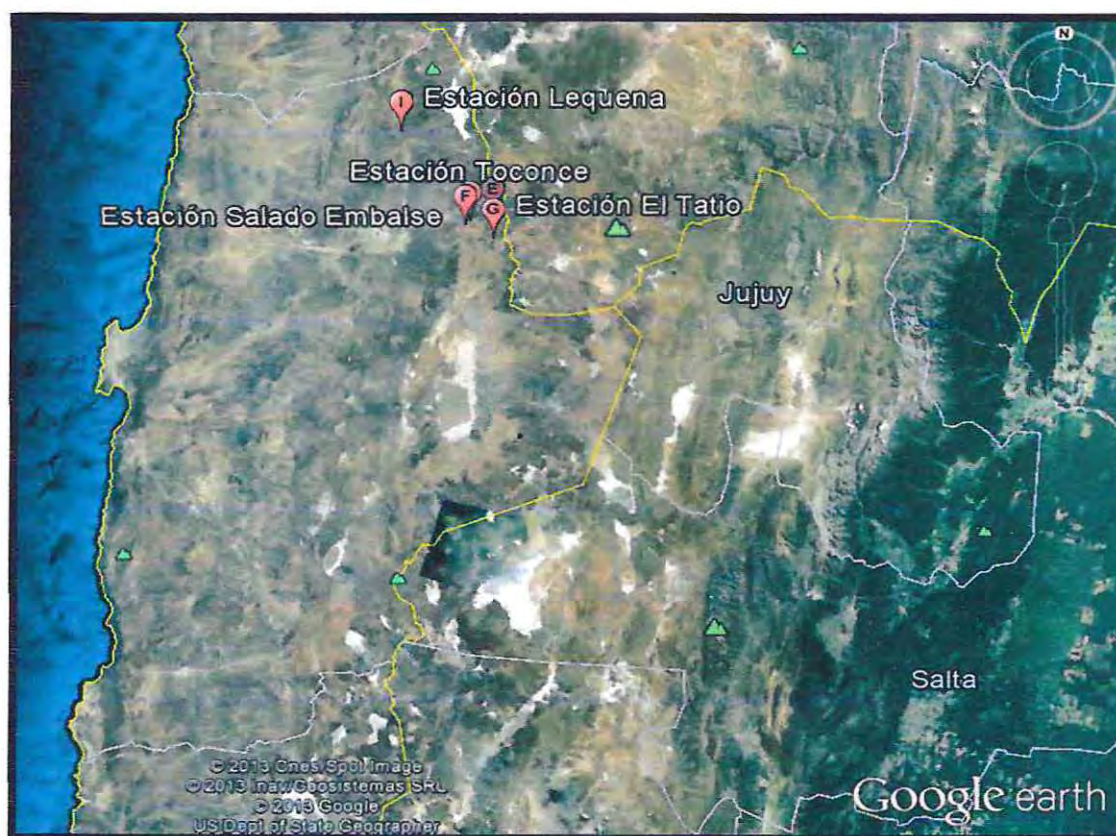 N
I Estación Lequena
Estación Toconce
F E
Estación Salado Embalse G Estación El Tatio
Jujuy
Salta
© 2013 Cnes/Spot Image
© 2013 Inav/Geosistemas SRL
© 2013 Google
US Dept of State Geographer
Google earth